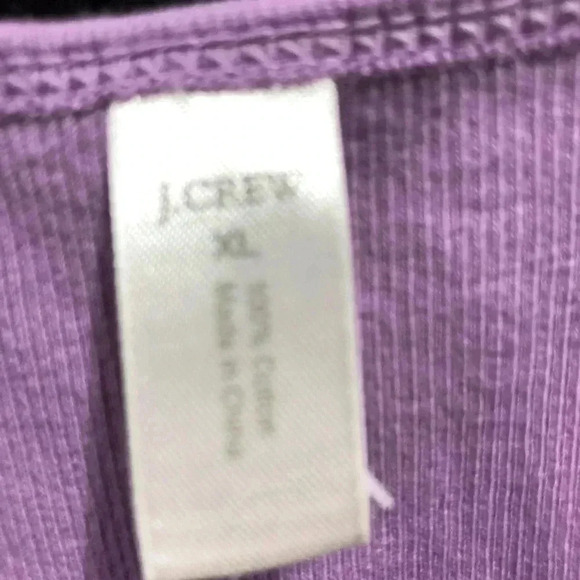 J.CREW
XL
100% Cotton
Made in China